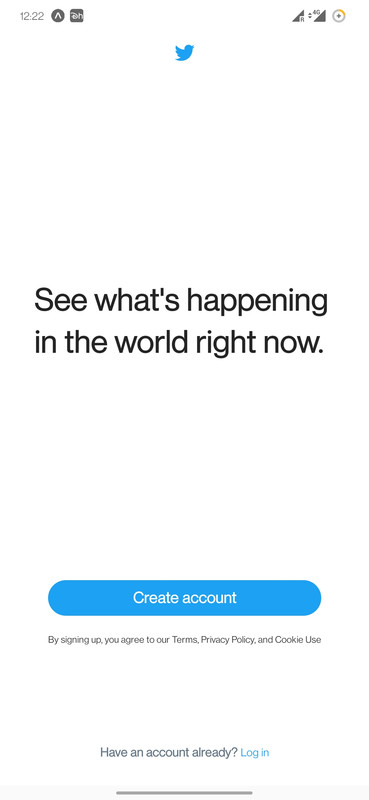 12:22
R
4G
See what's happening
in the world right now.
Create account
By signing up, you agree to our Terms, Privacy Policy, and Cookie Use
Have an account already? Log in